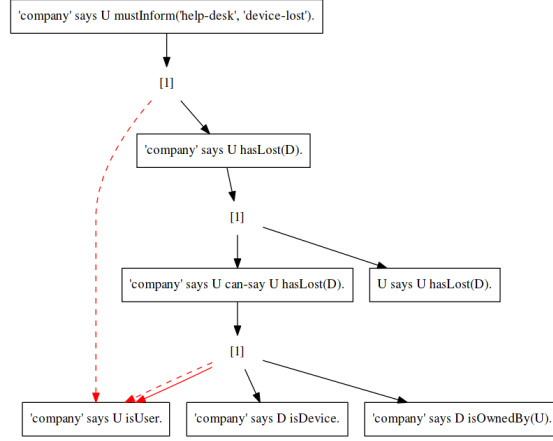 'company' says U mustInform('help-desk', 'device-lost').
[1]
'company' says U hasLost(D).
[1]
'company' says U can-say U hasLost(D).
U says U hasLost(D).
[1]
'company' says U isUser.
'company' says D isDevice.
'company' says D isOwnedBy(U).